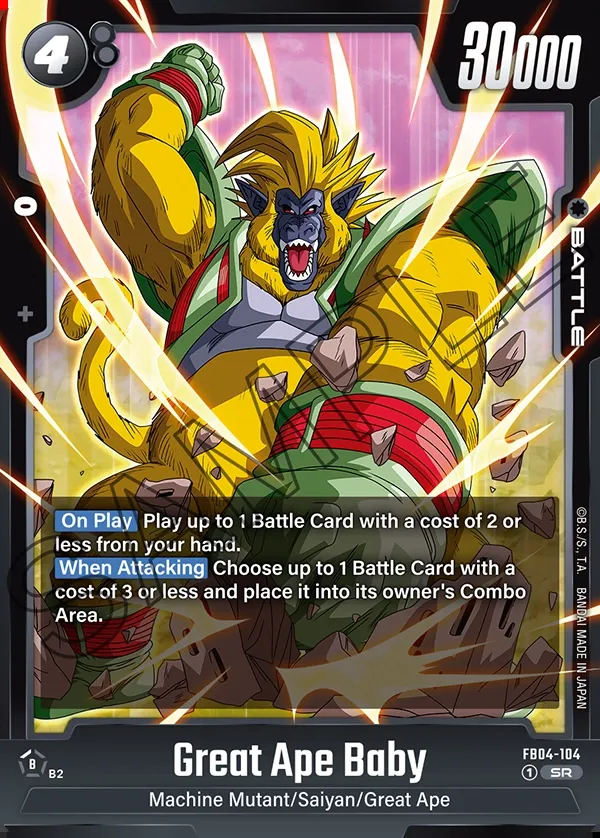 4
30000
0
+
BATTLE
SAMPLE
On Play Play up to 1 Battle Card with a cost of 2 or
less from your hand.
When Attacking Choose up to 1 Battle Card with a
cost of 3 or less and place it into its owner's Combo
Area.
©B.S./S., T.A. BANDAI MADE IN JAPAN
B
B2
Great Ape Baby
FB04-104
1 SR
Machine Mutant/Saiyan/Great Ape